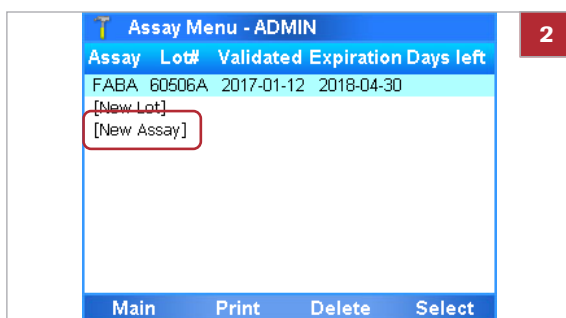 Assay Menu - ADMIN
2
Assay Lot# Validated Expiration Days left
FABA 60506A 2017-01-12 2018-04-30
[New Lot]
[New Assay]
Main Print Delete Select